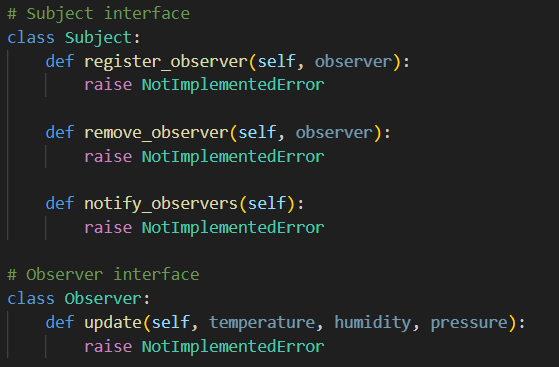 # Subject interface
class Subject:
    def register_observer(self, observer):
        raise NotImplementedError

    def remove_observer(self, observer):
        raise NotImplementedError

    def notify_observers(self):
        raise NotImplementedError

# Observer interface
class Observer:
    def update(self, temperature, humidity, pressure):
        raise NotImplementedError